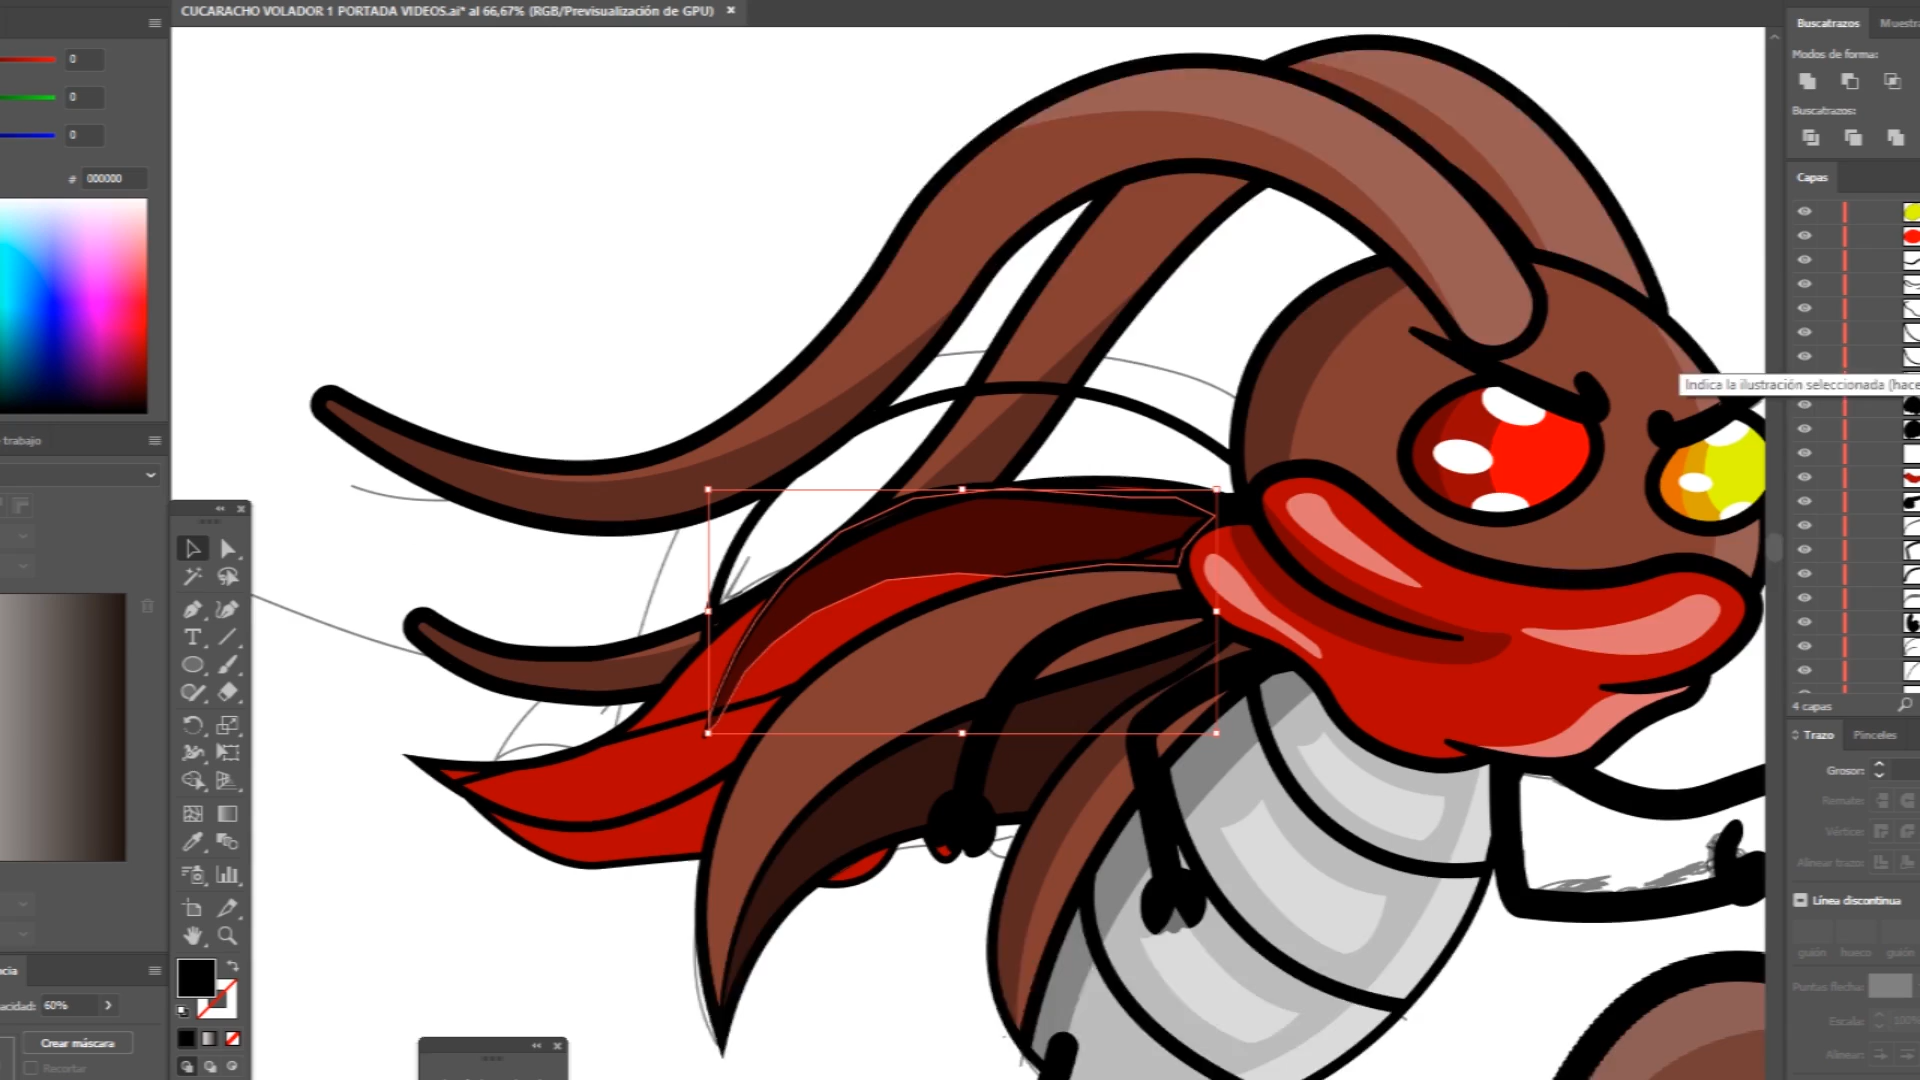 CUCARACHO VOLADOR 1 PORTADA VIDEOS.ai* al 66,67% (RGB/Previsualización de GPU) ×
0
0
0
# 000000
trabajo
T
60%
Crear máscara
Recortar
Buscatrazos
Modos de forma:
Buscatrazos:
Capas
Indica la ilustración seleccionada (hace
4 capas
Trazo Pinceles
Grosor:
Remate:
Vértice:
Alinear trazo:
Línea discontinua
guión hueco guión
Puntas flecha:
Escala: 100%
Alinear: